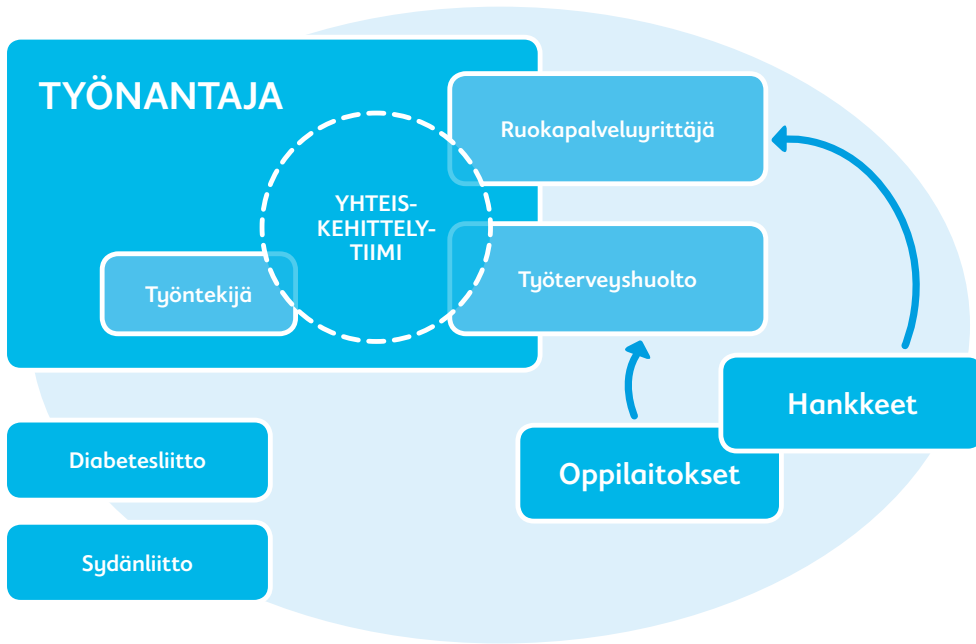 TYÖNANTAJA
Ruokapalveluyrittäjä
YHTEIS-
KEHITTELY-
TIIMI
Työntekijä
Työterveyshuolto
Hankkeet
Diabetesliitto
Oppilaitokset
Sydänliitto